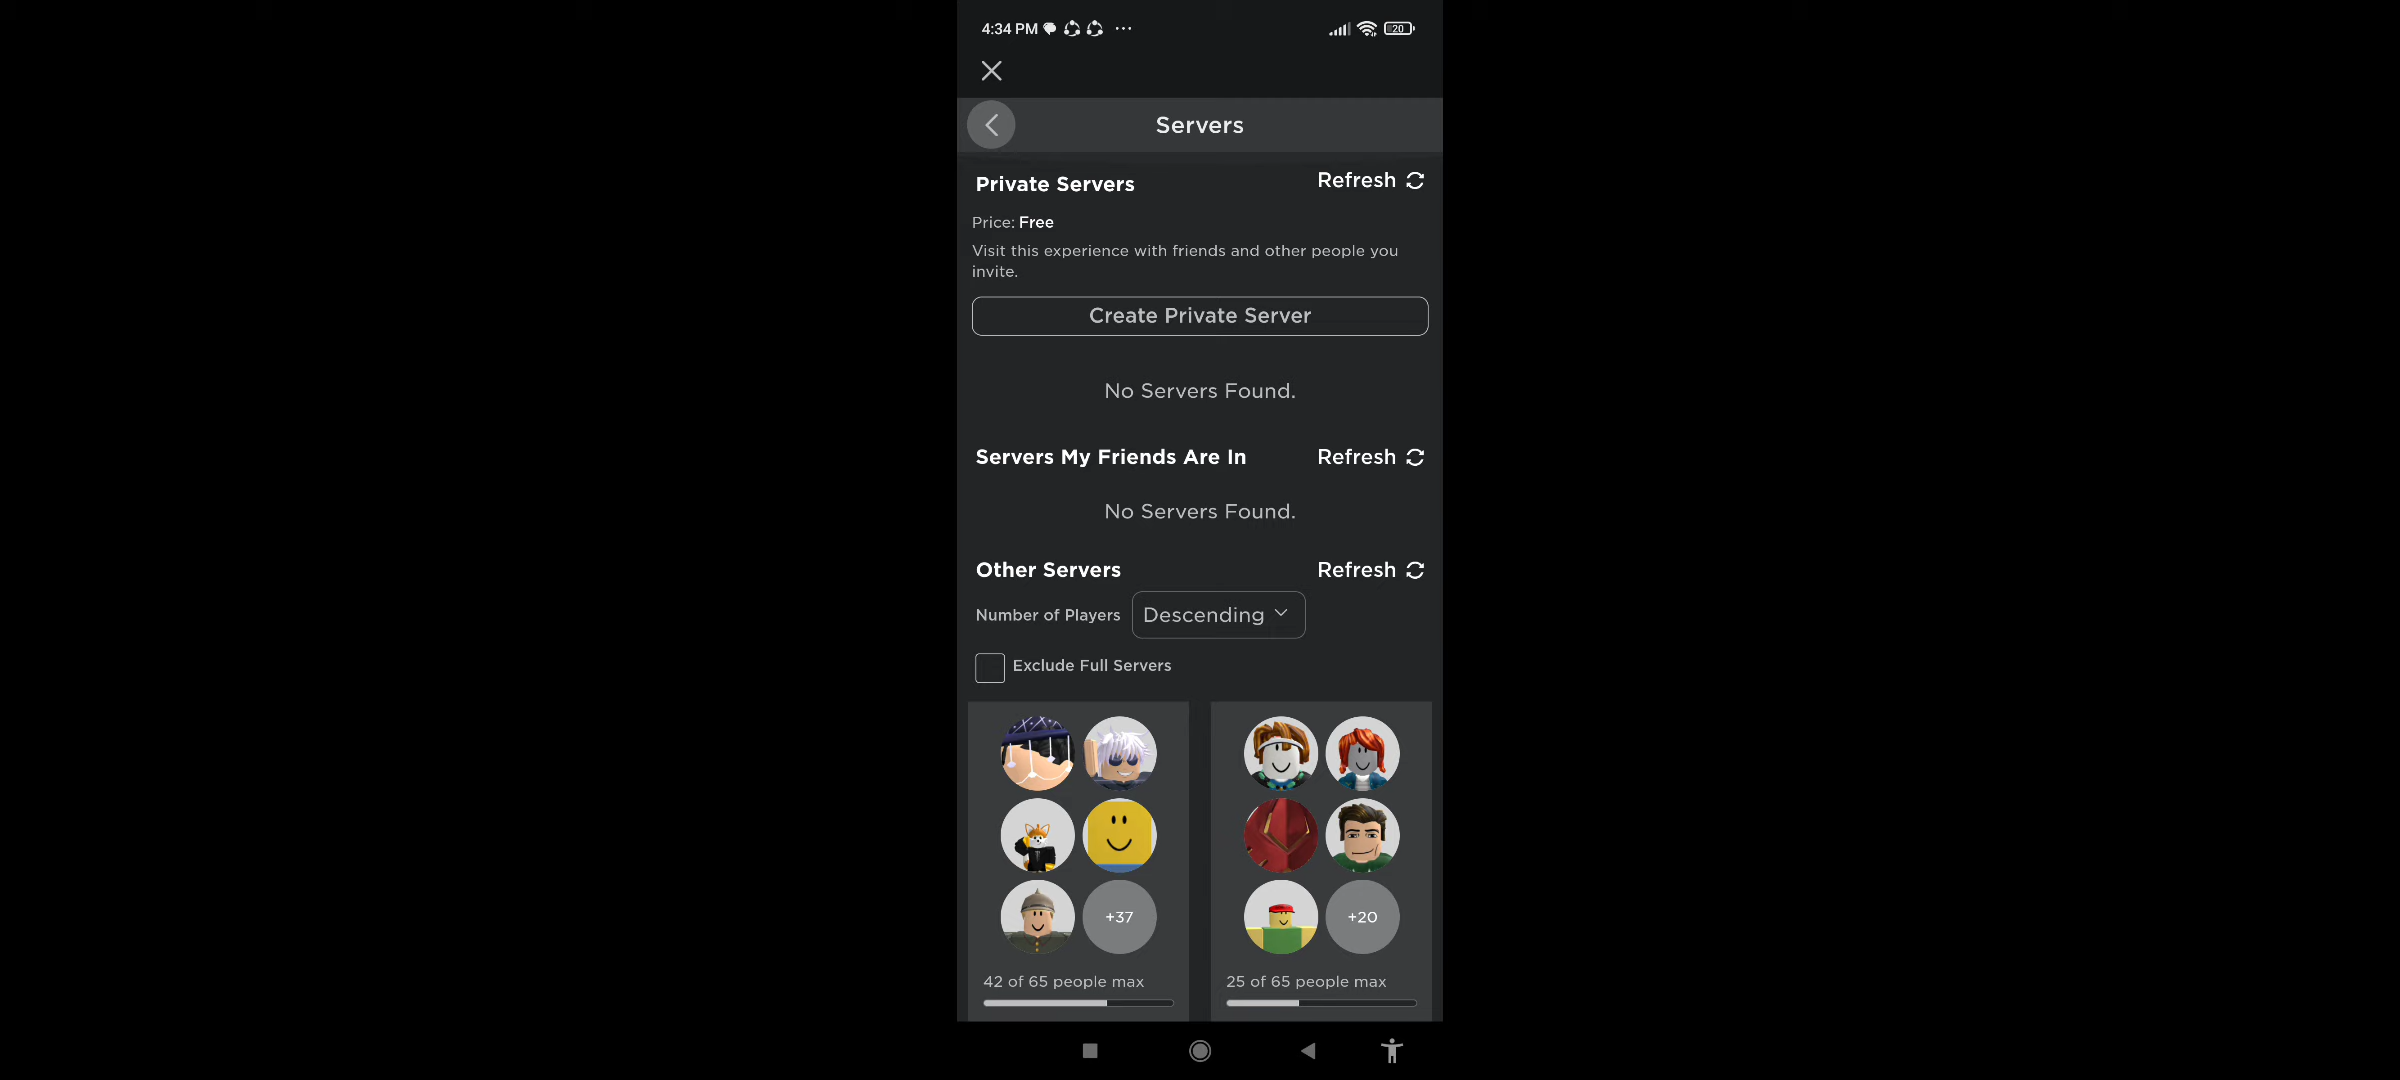 4:34 PM
20
Servers
Private Servers
Refresh
Price: Free
Visit this experience with friends and other people you
invite.
Create Private Server
No Servers Found.
Servers My Friends Are In
Refresh
No Servers Found.
Other Servers
Refresh
Number of Players
Descending
Exclude Full Servers
+37
+20
42 of 65 people max
25 of 65 people max